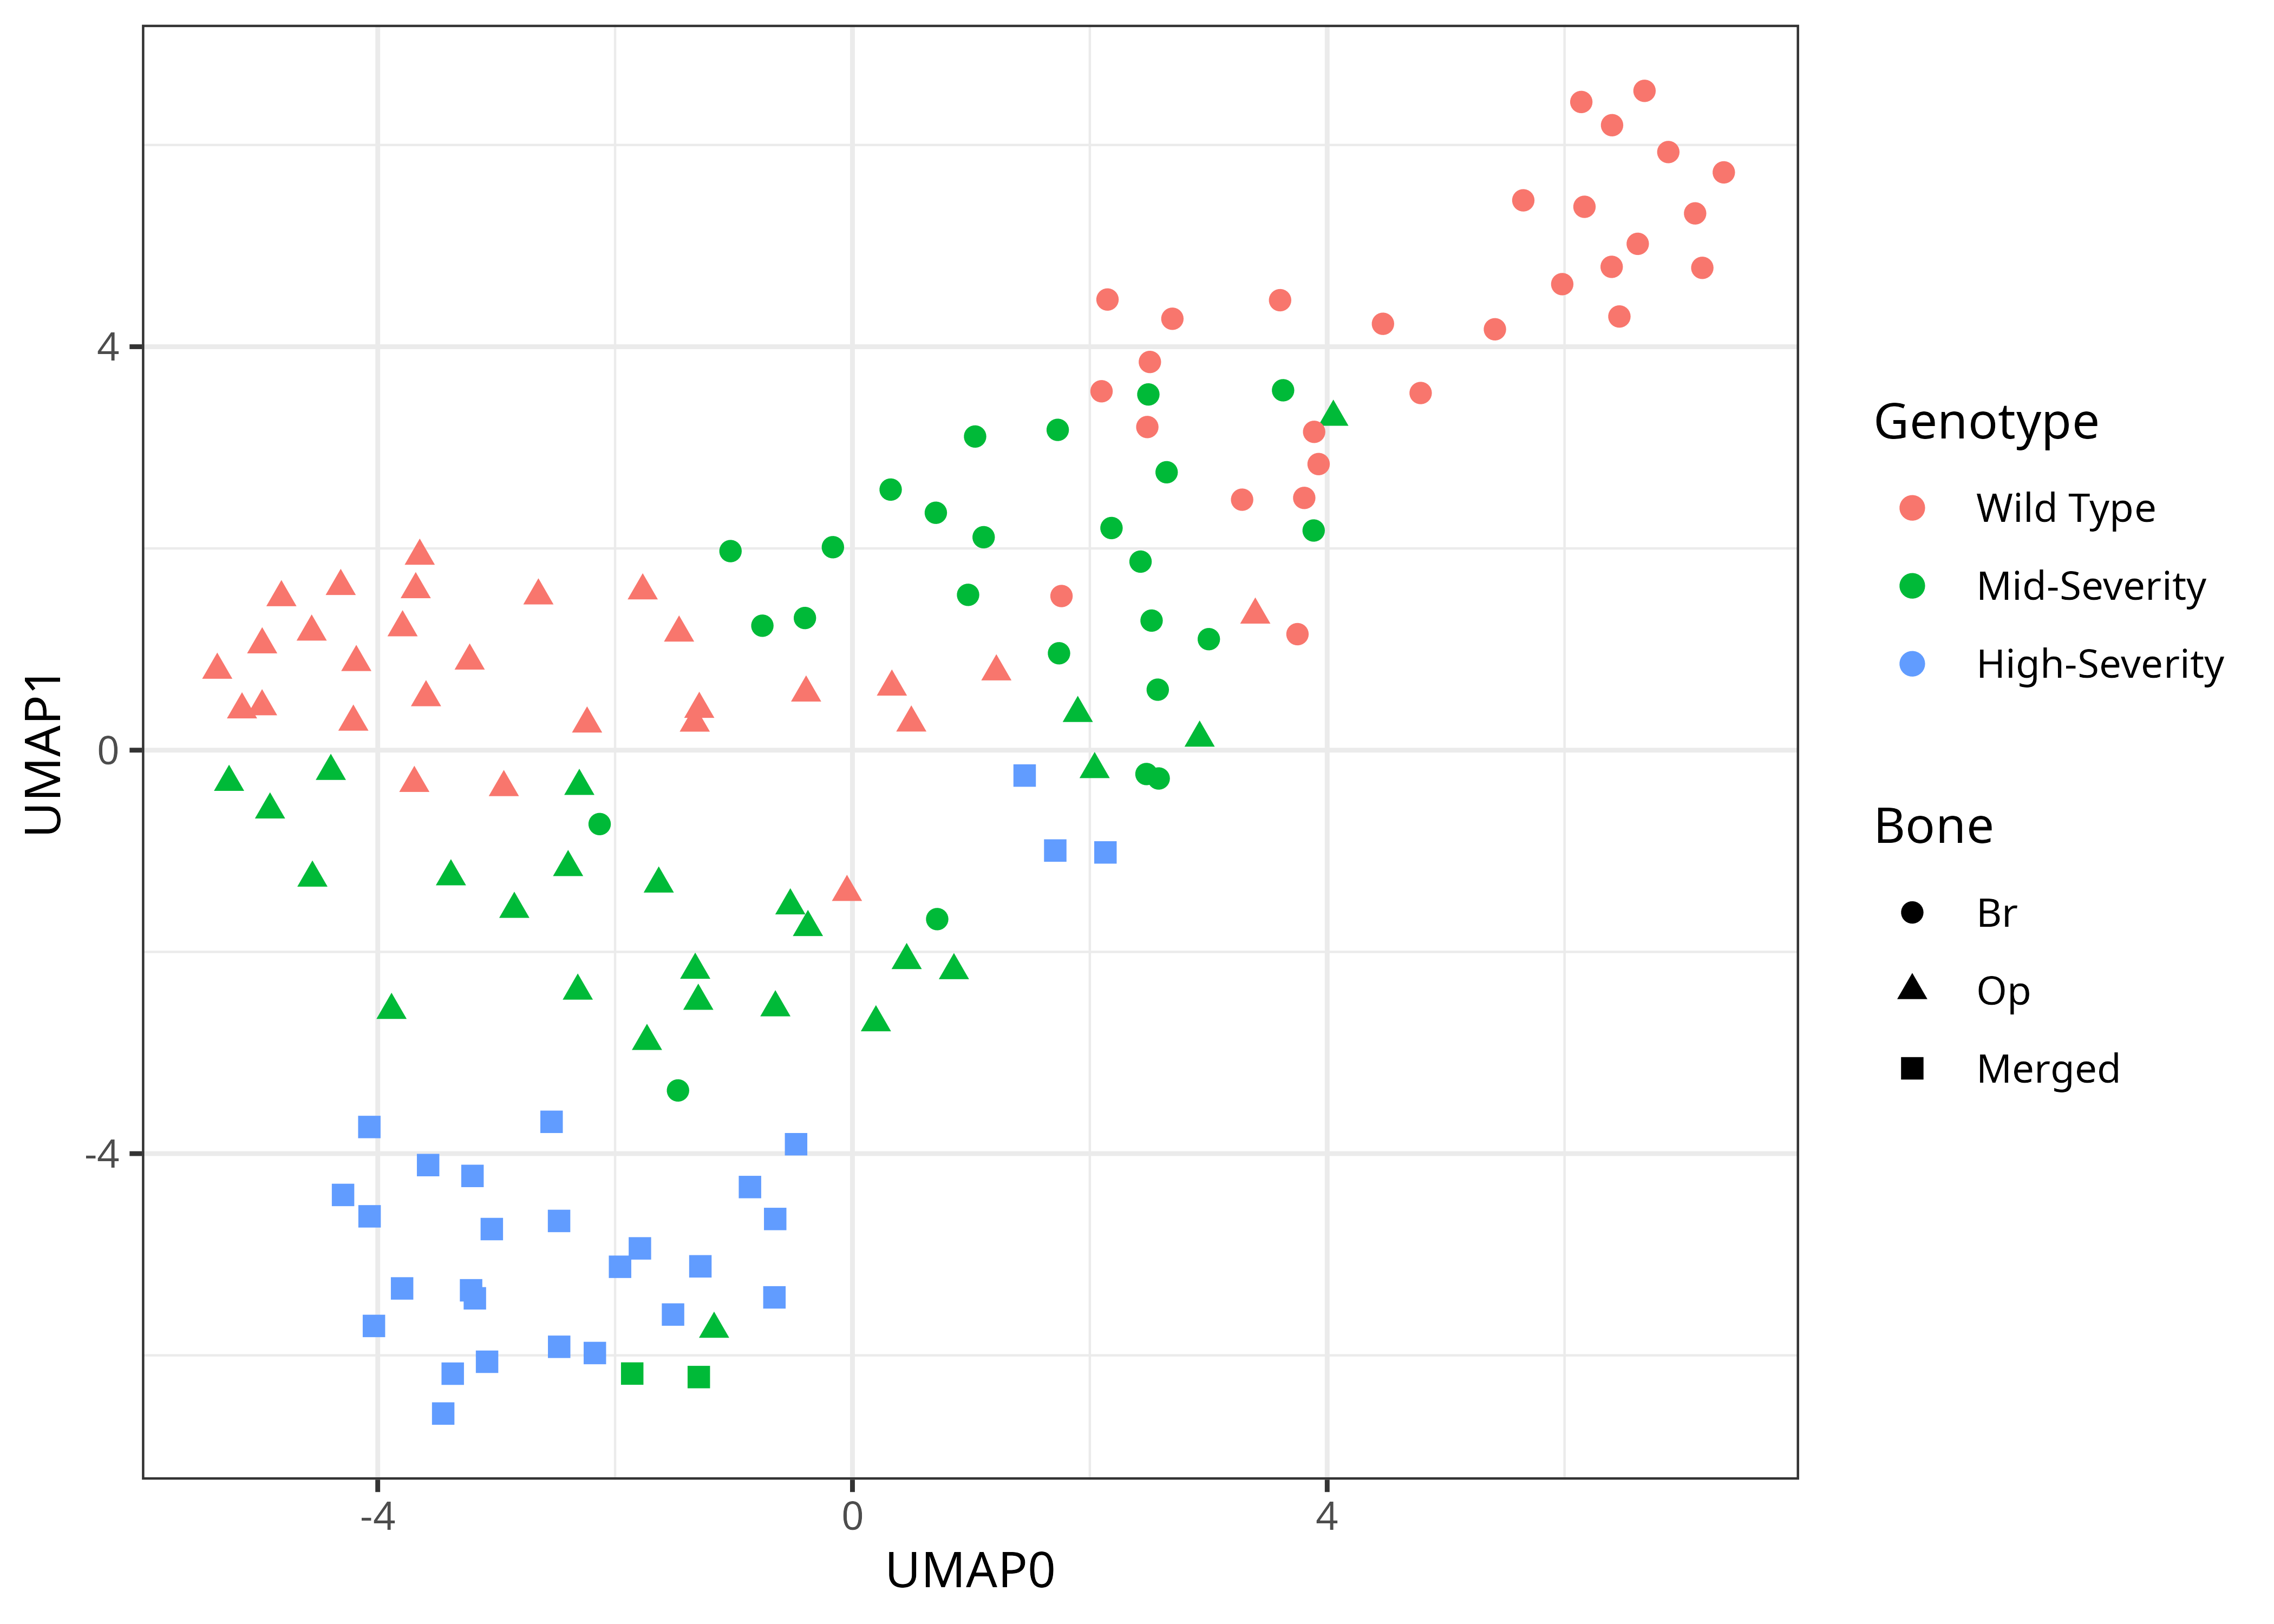 4
0
-4
UMAP1
-4 0 4
UMAP0
Genotype
Wild Type
Mid-Severity
High-Severity
Bone
Br
Op
Merged